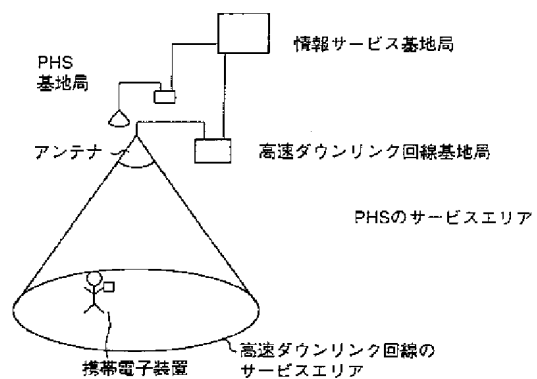 情報サービス基地局
PHS
基地局
アンテナ
高速ダウンリンク回線基地局
PHSのサービスエリア
携帯電子装置
高速ダウンリンク回線の
サービスエリア